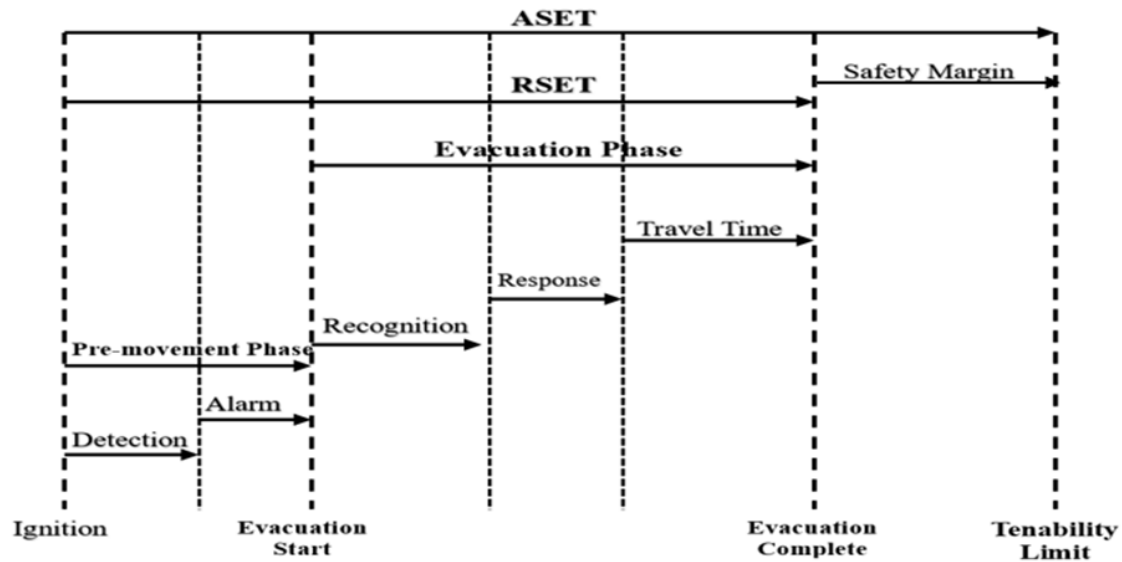 ASET
Safety Margin
RSET
Evacuation Phase
Travel Time
Response
Recognition
Pre-movement Phase
Alarm
Detection
Ignition
Evacuation
Start
Evacuation
Complete
Tenability
Limit